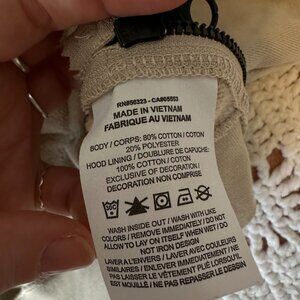 RN#56323 - CA#05553
MADE IN VIETNAM
FABRIQUE AU VIETNAM
BODY / CORPS: 80% COTTON / COTON
20% POLYESTER
HOOD LINING / DOUBLURE DE CAPUCHE:
100% COTTON / COTON
EXCLUSIVE OF DECORATION /
DECORATION NON COMPRISE
WASH INSIDE OUT / WASH WITH LIKE
COLORS / REMOVE IMMEDIATELY / DO NOT
ALLOW TO LAY ON ITSELF WHEN WET / DO
NOT IRON DESIGN
LAVER A L'ENVERS / LAVER AVEC COULEURS
SIMILAIRES / ENLEVER IMMEDIATEMENT / NE
PAS LAISSER LE VÊTEMENT PLIÉ LORSQU'IL
EST MOUILLÉ / NE PAS REPASSER LE DESSIN